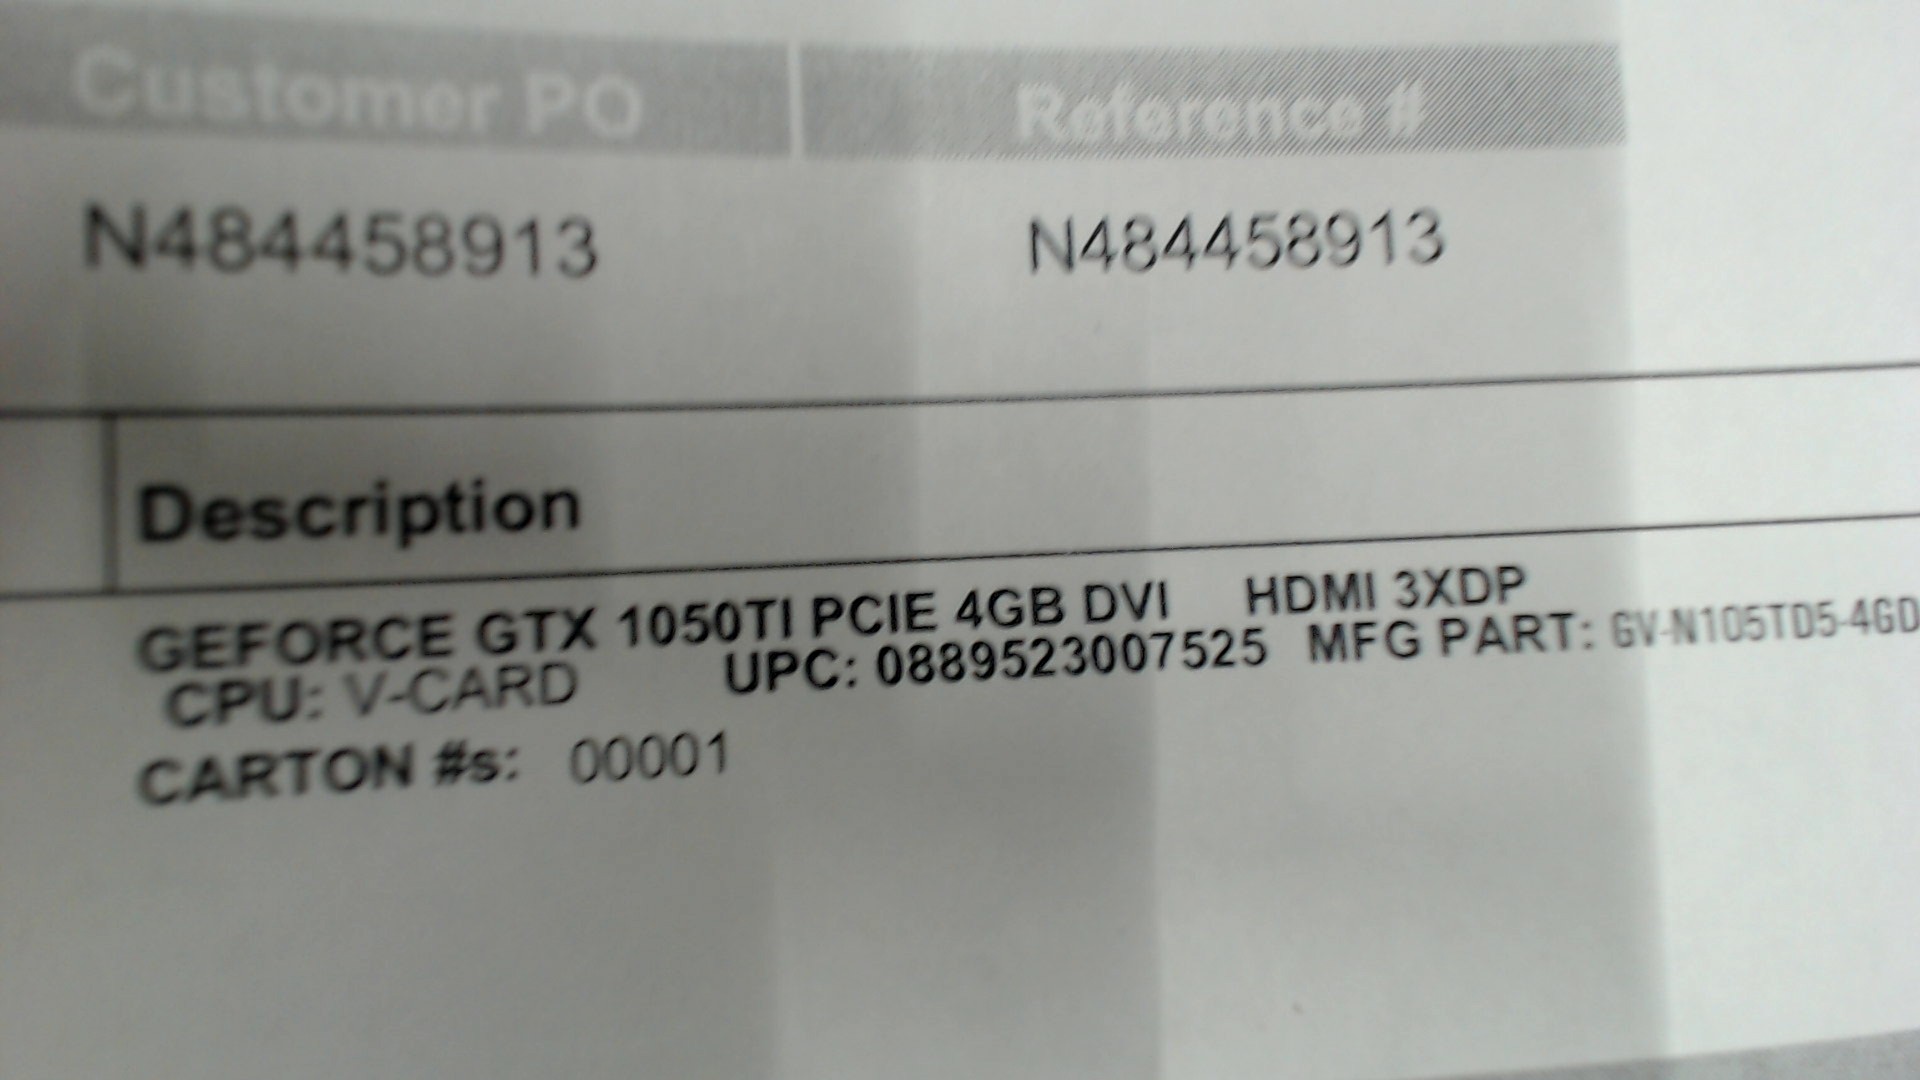 Customer PO Reference #
N484458913 N484458913
Description
GEFORCE GTX 1050TI PCIE 4GB DVI HDMI 3XDP
CPU: V-CARD UPC: 0889523007525 MFG PART: GV-N105TD5-4GD
CARTON #s: 00001